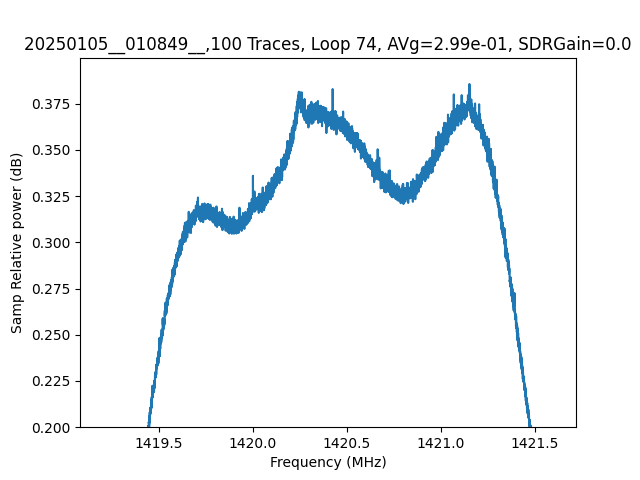 20250105__010849__,100 Traces, Loop 74, AVg=2.99e-01, SDRGain=0.0
Samp Relative power (dB)
0.375
0.350
0.325
0.300
0.275
0.250
0.225
0.200
1419.5 1420.0 1420.5 1421.0 1421.5
Frequency (MHz)